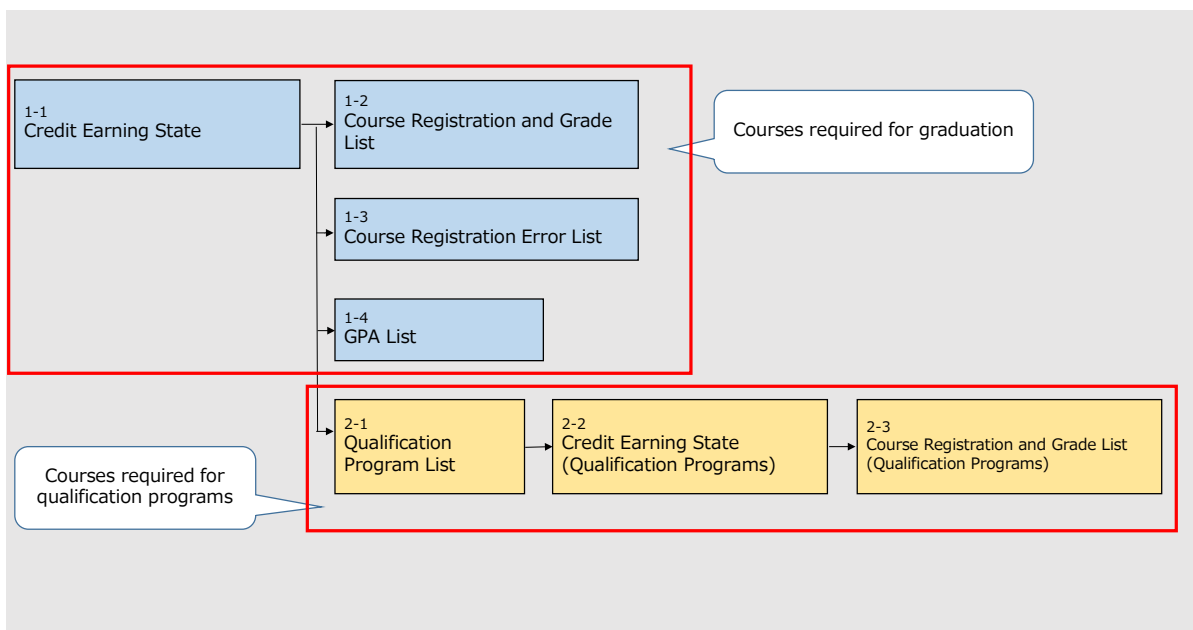 1-1
Credit Earning State
1-2
Course Registration and Grade
List
Courses required for graduation
1-3
Course Registration Error List
1-4
GPA List
2-1
Qualification
Program List
2-2
Credit Earning State
(Qualification Programs)
2-3
Course Registration and Grade List
(Qualification Programs)
Courses required for
qualification programs